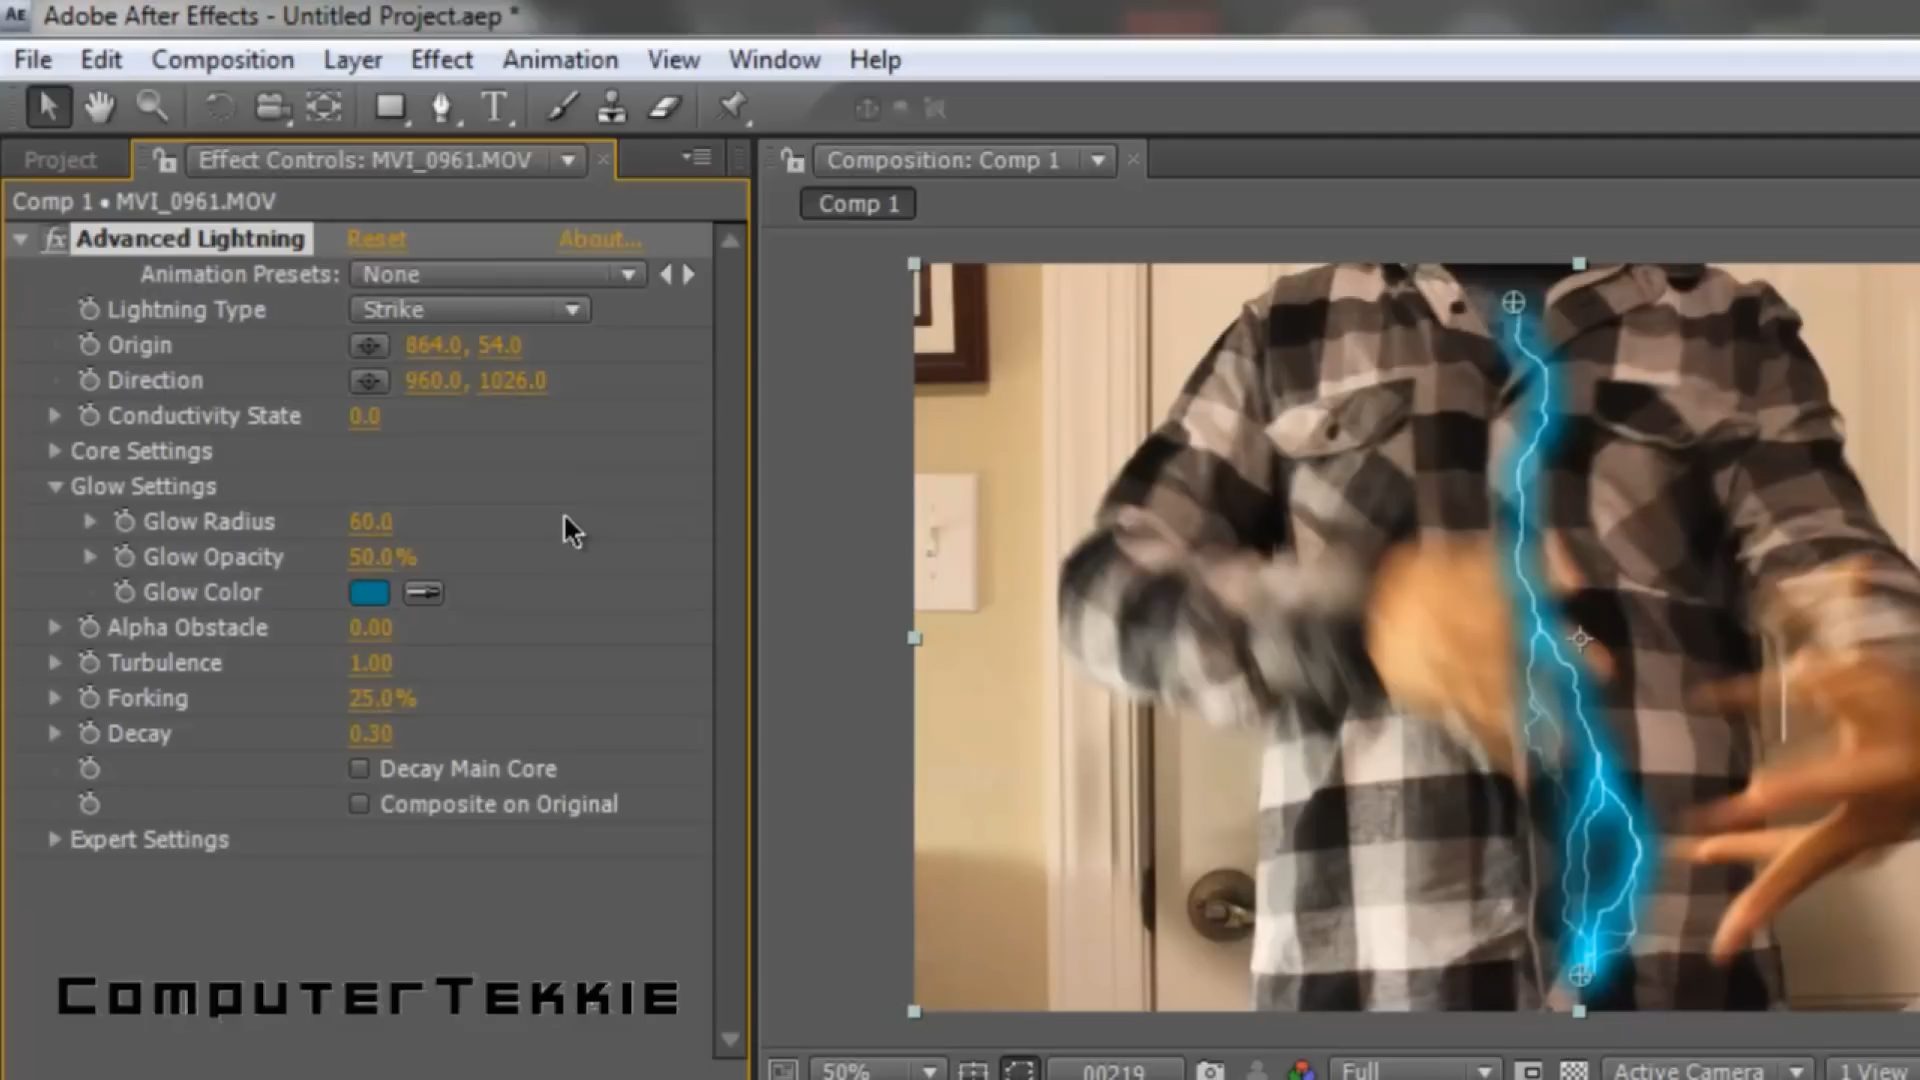 AE Adobe After Effects - Untitled Project.aep *
File Edit Composition Layer Effect Animation View Window Help
T
Project Effect Controls: MVI_0961.MOV × Composition: Comp 1 ×
Comp 1 • MVI_0961.MOV
Comp 1
fx Advanced Lightning Reset About...
Animation Presets: None
Lightning Type Strike
Origin 864.0, 54.0
Direction 960.0, 1026.0
Conductivity State 0.0
Core Settings
Glow Settings
Glow Radius 60.0
Glow Opacity 50.0%
Glow Color
Alpha Obstacle 0.00
Turbulence 1.00
Forking 25.0%
Decay 0.30
Decay Main Core
Composite on Original
Expert Settings
COMPUTERTEKKIE
50% 00219 Full Active Camera 1 View